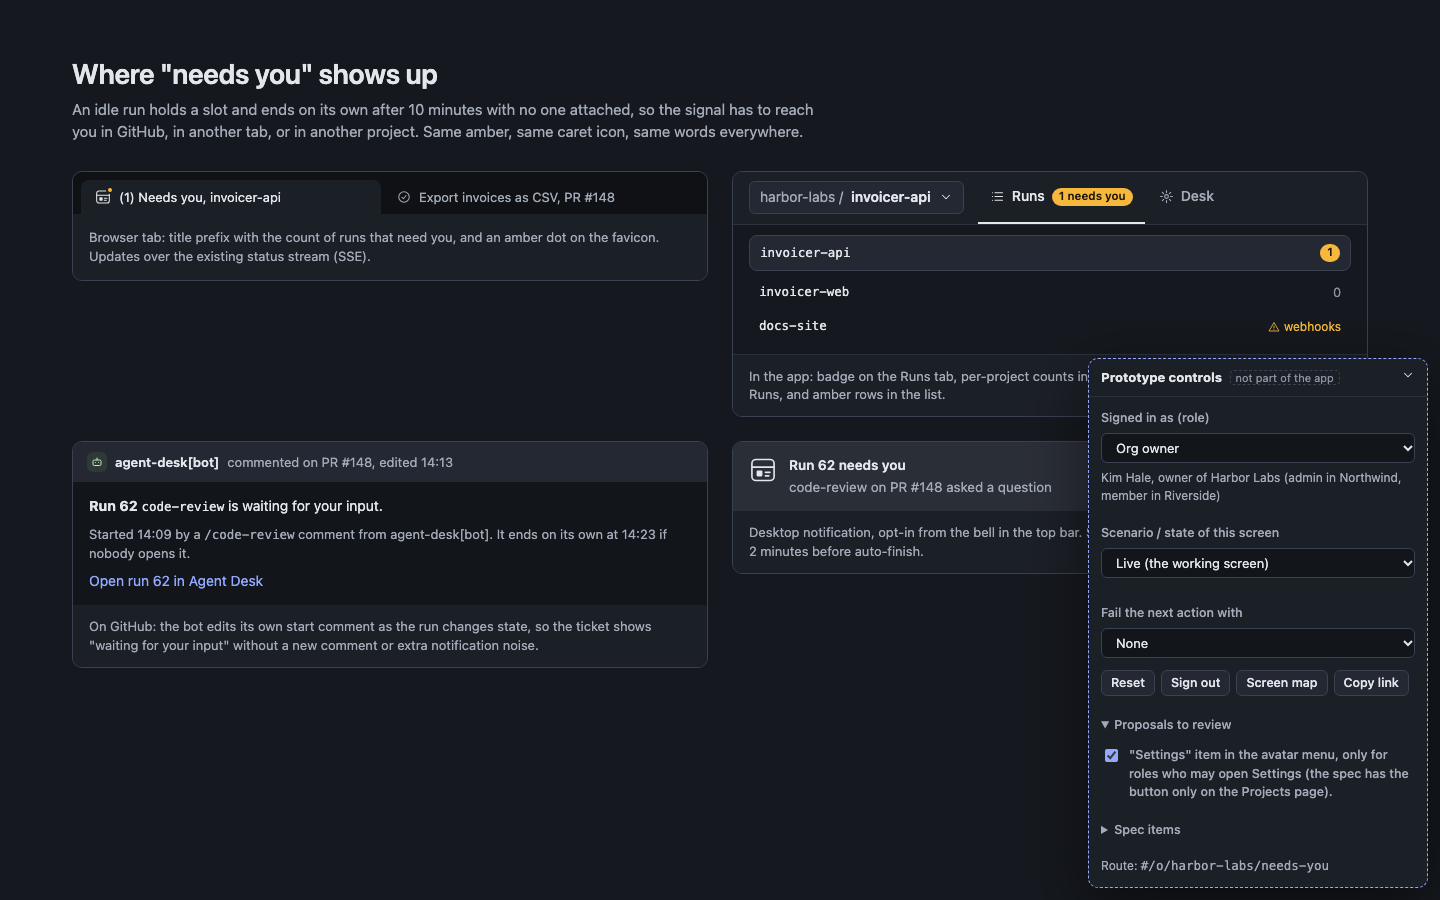 Where "needs you" shows up
An idle run holds a slot and ends on its own after 10 minutes with no one attached, so the signal has to reach
you in GitHub, in another tab, or in another project. Same amber, same caret icon, same words everywhere.
(1) Needs you, invoicer-api
Export invoices as CSV, PR #148
Browser tab: title prefix with the count of runs that need you, and an amber dot on the favicon.
Updates over the existing status stream (SSE).
harbor-labs / invoicer-api
Runs 1 needs you
Desk
invoicer-api 1
invoicer-web 0
docs-site webhooks
In the app: badge on the Runs tab, per-project counts in
Runs, and amber rows in the list.
agent-desk[bot] commented on PR #148, edited 14:13
Run 62 code-review is waiting for your input.
Started 14:09 by a /code-review comment from agent-desk[bot]. It ends on its own at 14:23 if
nobody opens it.
Open run 62 in Agent Desk
On GitHub: the bot edits its own start comment as the run changes state, so the ticket shows
"waiting for your input" without a new comment or extra notification noise.
Run 62 needs you
code-review on PR #148 asked a question
Desktop notification, opt-in from the bell in the top bar.
2 minutes before auto-finish.
Prototype controls not part of the app
Signed in as (role)
Org owner
Kim Hale, owner of Harbor Labs (admin in Northwind,
member in Riverside)
Scenario / state of this screen
Live (the working screen)
Fail the next action with
None
Reset Sign out Screen map Copy link
Proposals to review
"Settings" item in the avatar menu, only for
roles who may open Settings (the spec has the
button only on the Projects page).
Spec items
Route: #/o/harbor-labs/needs-you